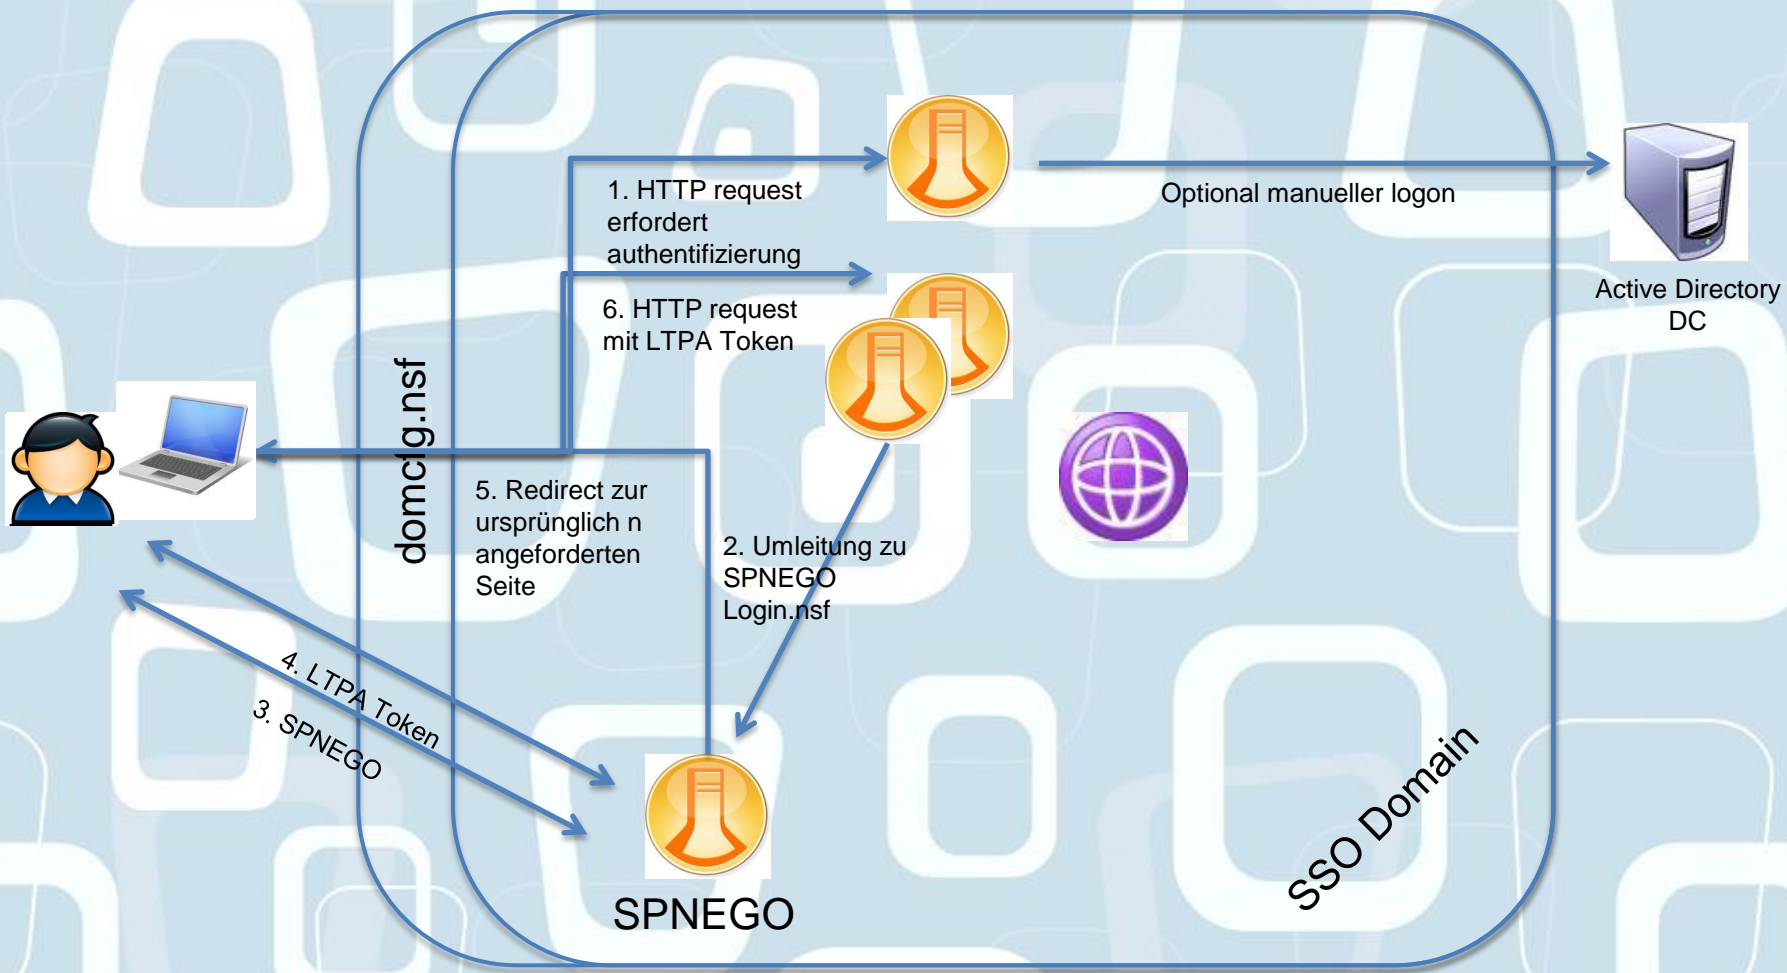 1. HTTP request
erfordert
authentifizierung
Optional manueller logon
Active Directory
DC
6. HTTP request
mit LTPA Token
domcfg.nsf
5. Redirect zur
ursprünglich n
angeforderten
Seite
2. Umleitung zu
SPNEGO
Login.nsf
4. LTPA Token
3. SPNEGO
SSO Domain
SPNEGO